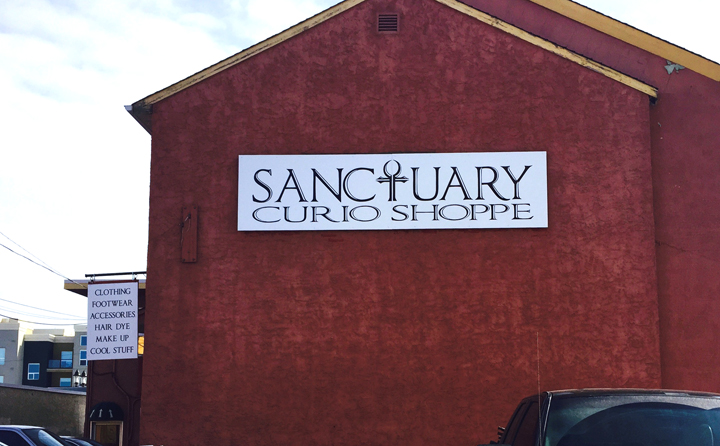 SANCTUARY
CURIO SHOPPE
CLOTHING
FOOTWEAR
ACCESSORIES
HAIR DYE
MAKE UP
COOL STUFF